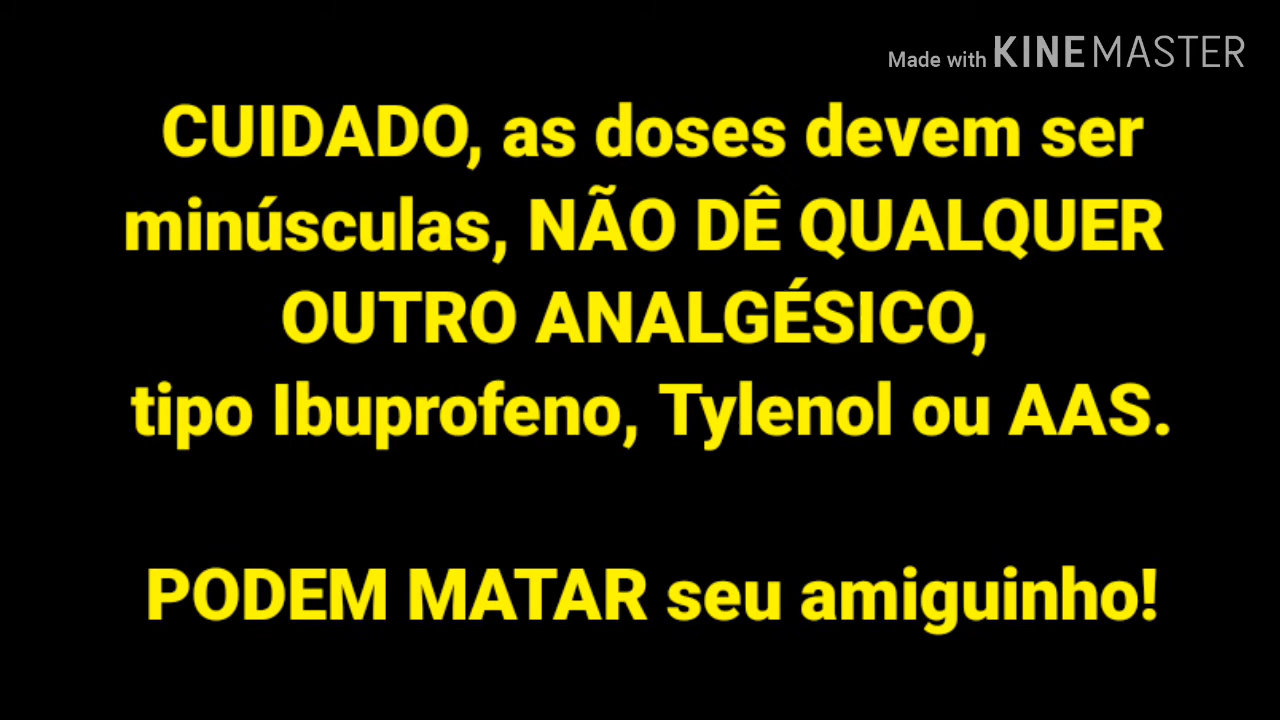 Made with KINEMASTER
CUIDADO, as doses devem ser
minúsculas, NÃO DÊ QUALQUER
OUTRO ANALGÉSICO,
tipo Ibuprofeno, Tylenol ou AAS.
PODEM MATAR seu amiguinho!